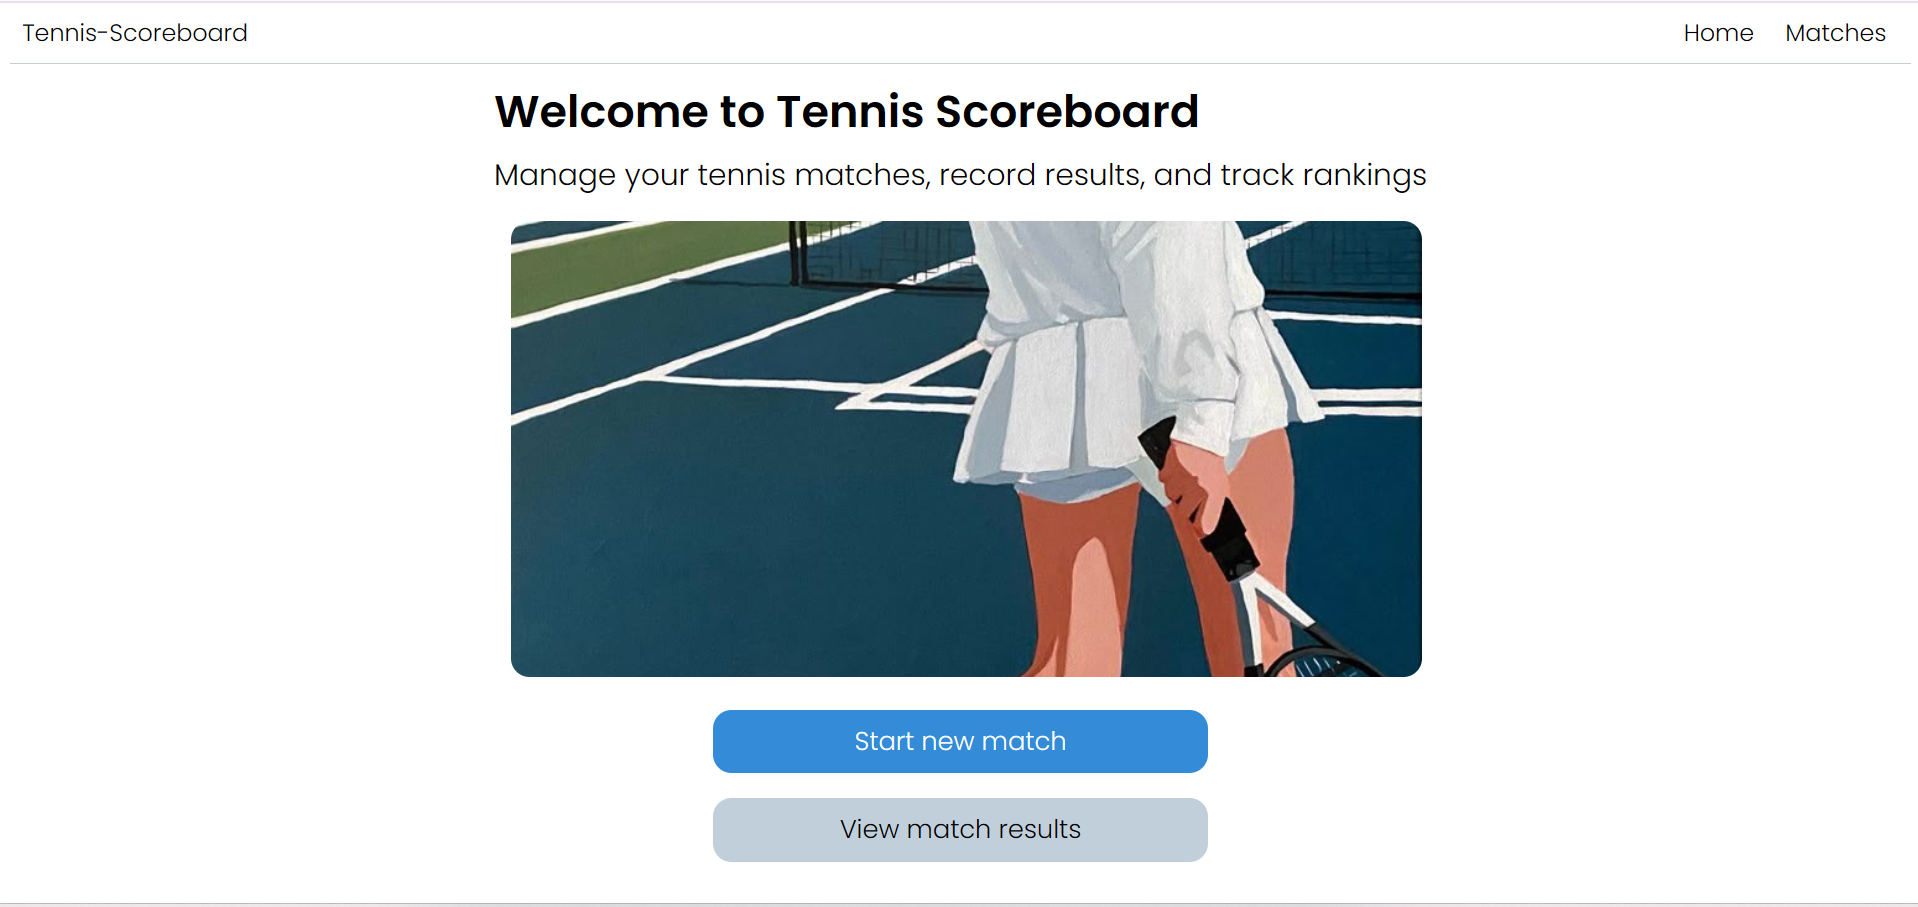 Tennis-Scoreboard
Home Matches
Welcome to Tennis Scoreboard
Manage your tennis matches, record results, and track rankings
Start new match
View match results